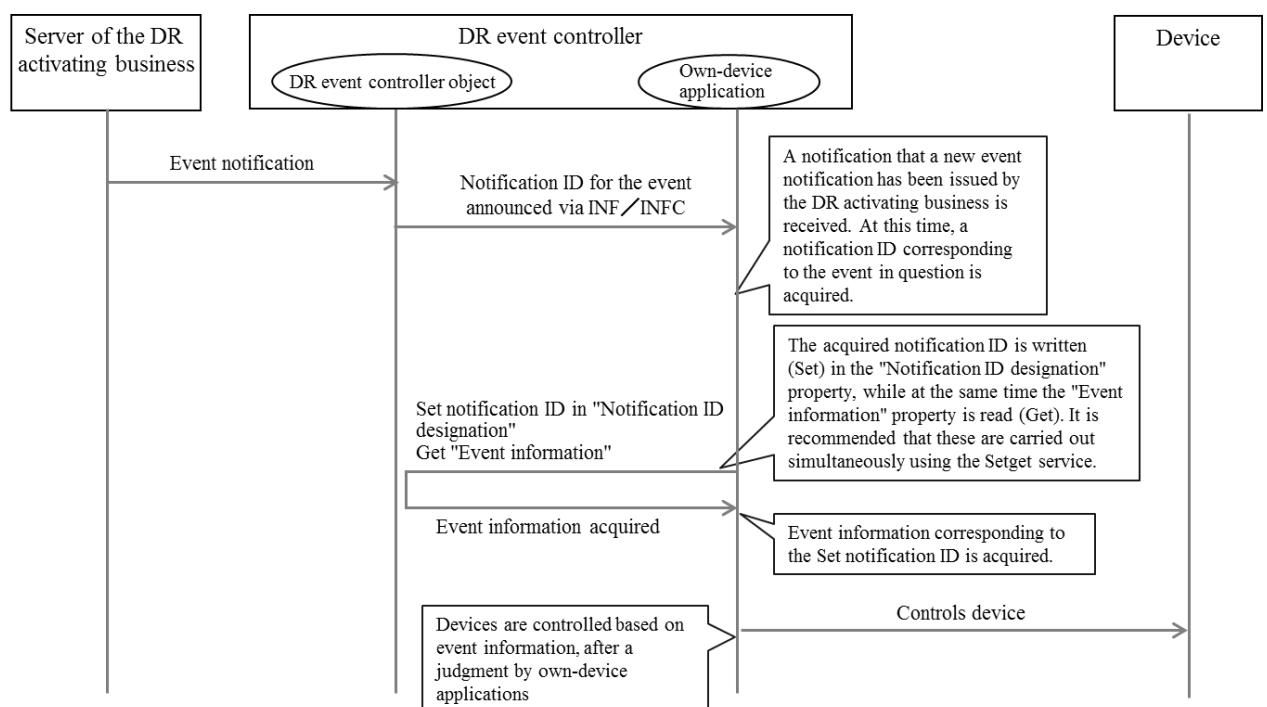 Server of the DR
activating business
DR event controller
DR event controller object
Own-device
application
Device
Event notification
Notification ID for the event
announced via INF／INFC
A notification that a new event
notification has been issued by
the DR activating business is
received. At this time, a
notification ID corresponding
to the event in question is
acquired.
The acquired notification ID is written
(Set) in the "Notification ID designation"
property, while at the same time the "Event
information" property is read (Get). It is
recommended that these are carried out
simultaneously using the Setget service.
Set notification ID in "Notification ID
designation"
Get "Event information"
Event information acquired
Event information corresponding to
the Set notification ID is acquired.
Controls device
Devices are controlled based on
event information, after a
judgment by own-device
applications